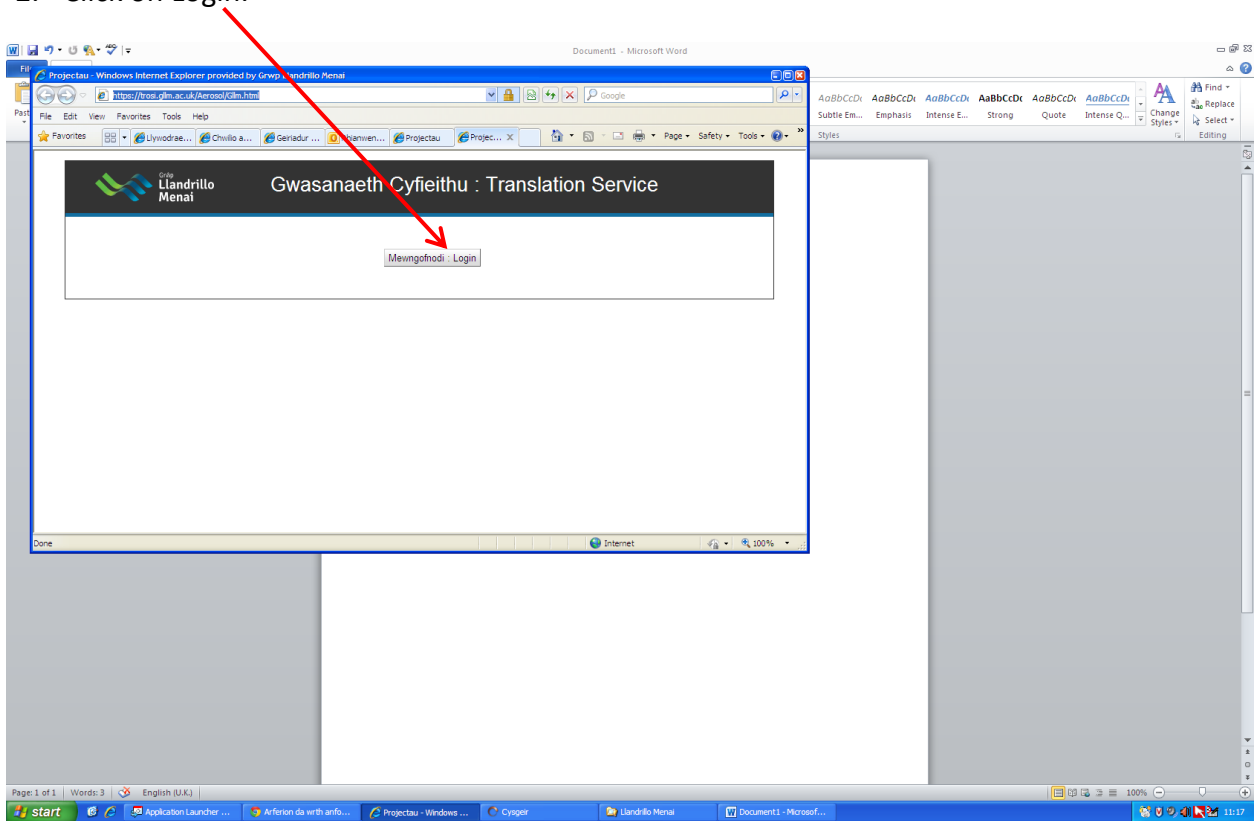 Click on Login.
Document1 - Microsoft Word
Projectau - Windows Internet Explorer provided by Grwp Llandrillo Menai
https://trosi.gllm.ac.uk/Aerosol/Gllm.html
Google
File Edit View Favorites Tools Help
Favorites
Llywodrae...
Chwilio a...
Geiriadur ...
Projectau
Projec...
Page
Safety
Tools
Grŵp
Llandrillo
Menai
Gwasanaeth Cyfieithu : Translation Service
Mewngofnodi : Login
Done
Internet
100%
AaBbCcDc AaBbCcDc AaBbCcDc AaBbCcDc AaBbCcDc AaBbCcDc
Subtle Em... Emphasis Intense E... Strong Quote Intense Q...
Change
Styles
Find
Replace
Select
Styles
Editing
Page: 1 of 1
Words: 3
English (U.K.)
100%
start
Application Launcher ...
Arferion da wrth anfo...
Projectau - Windows ...
Cysgeir
Llandrillo Menai
Document1 - Microsof...
11:17